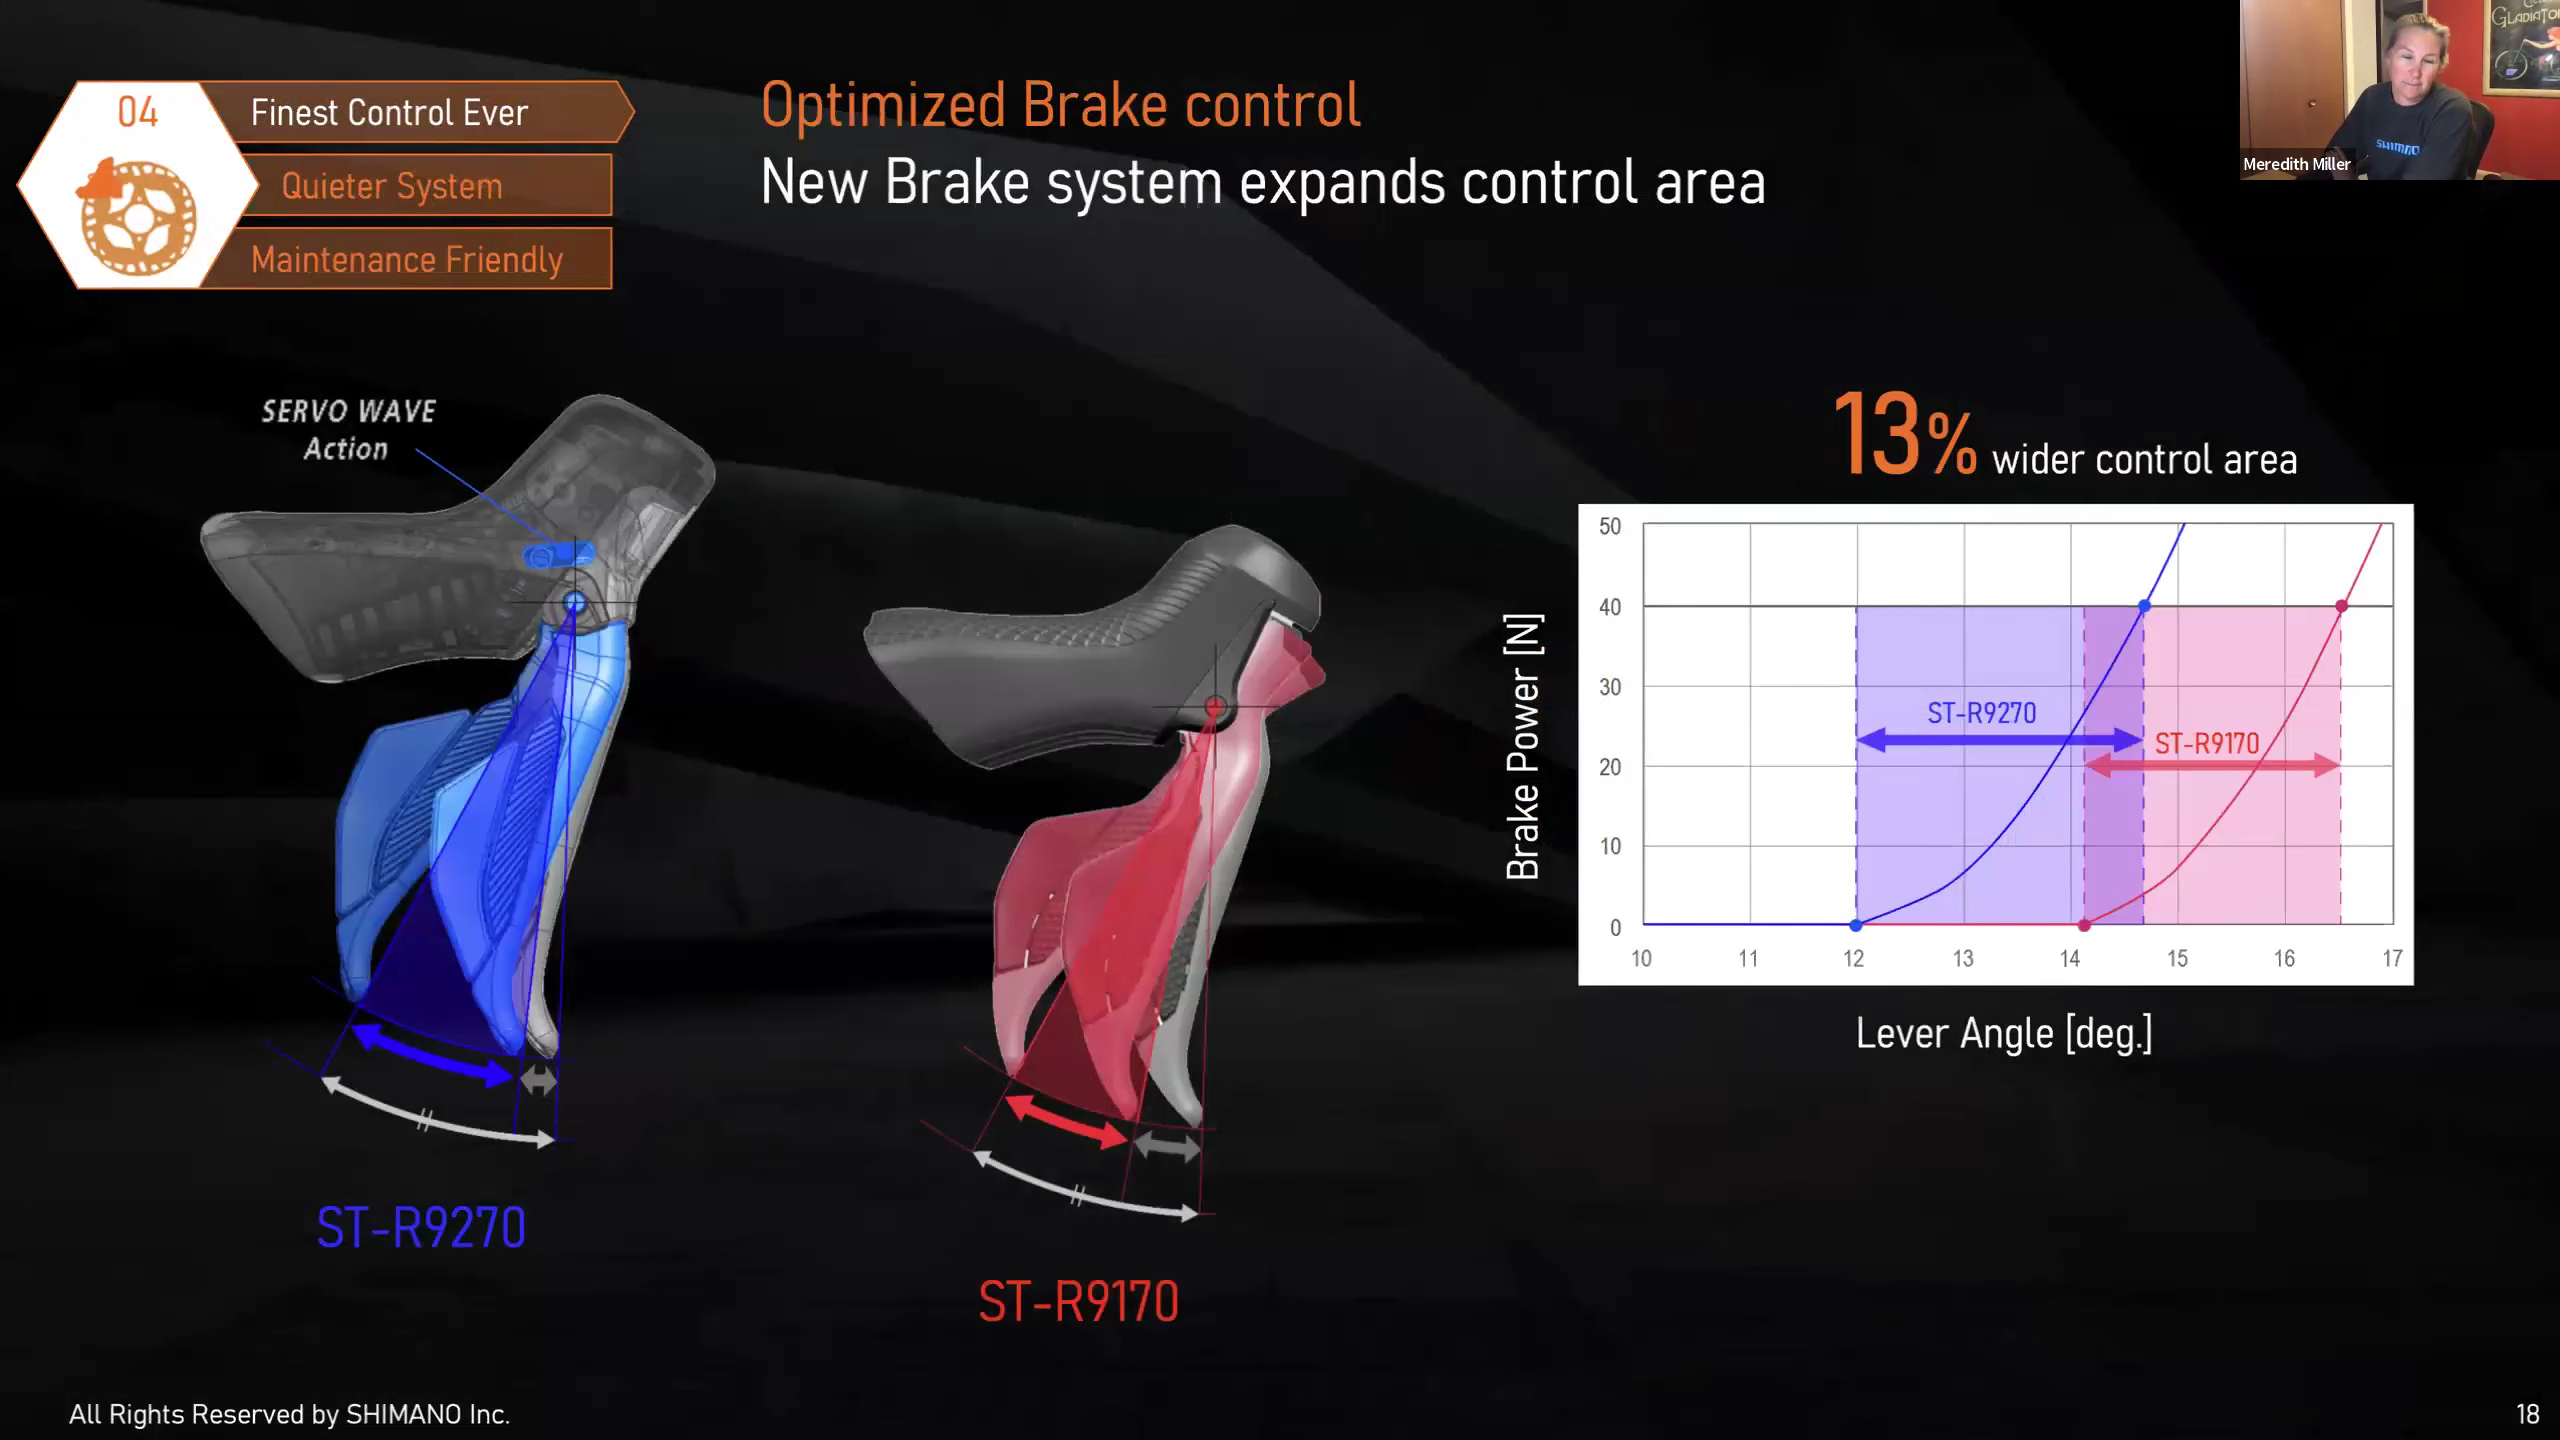 04
Finest Control Ever
Quieter System
Maintenance Friendly
Optimized Brake control
New Brake system expands control area
GLADIATOR
SHIMANO
Meredith Miller
SERVO WAVE
Action
13% wider control area
50
40
30
20
10
0
Brake Power [N]
ST-R9270
ST-R9170
10 11 12 13 14 15 16 17
Lever Angle [deg.]
ST-R9270
ST-R9170
All Rights Reserved by SHIMANO Inc.
18